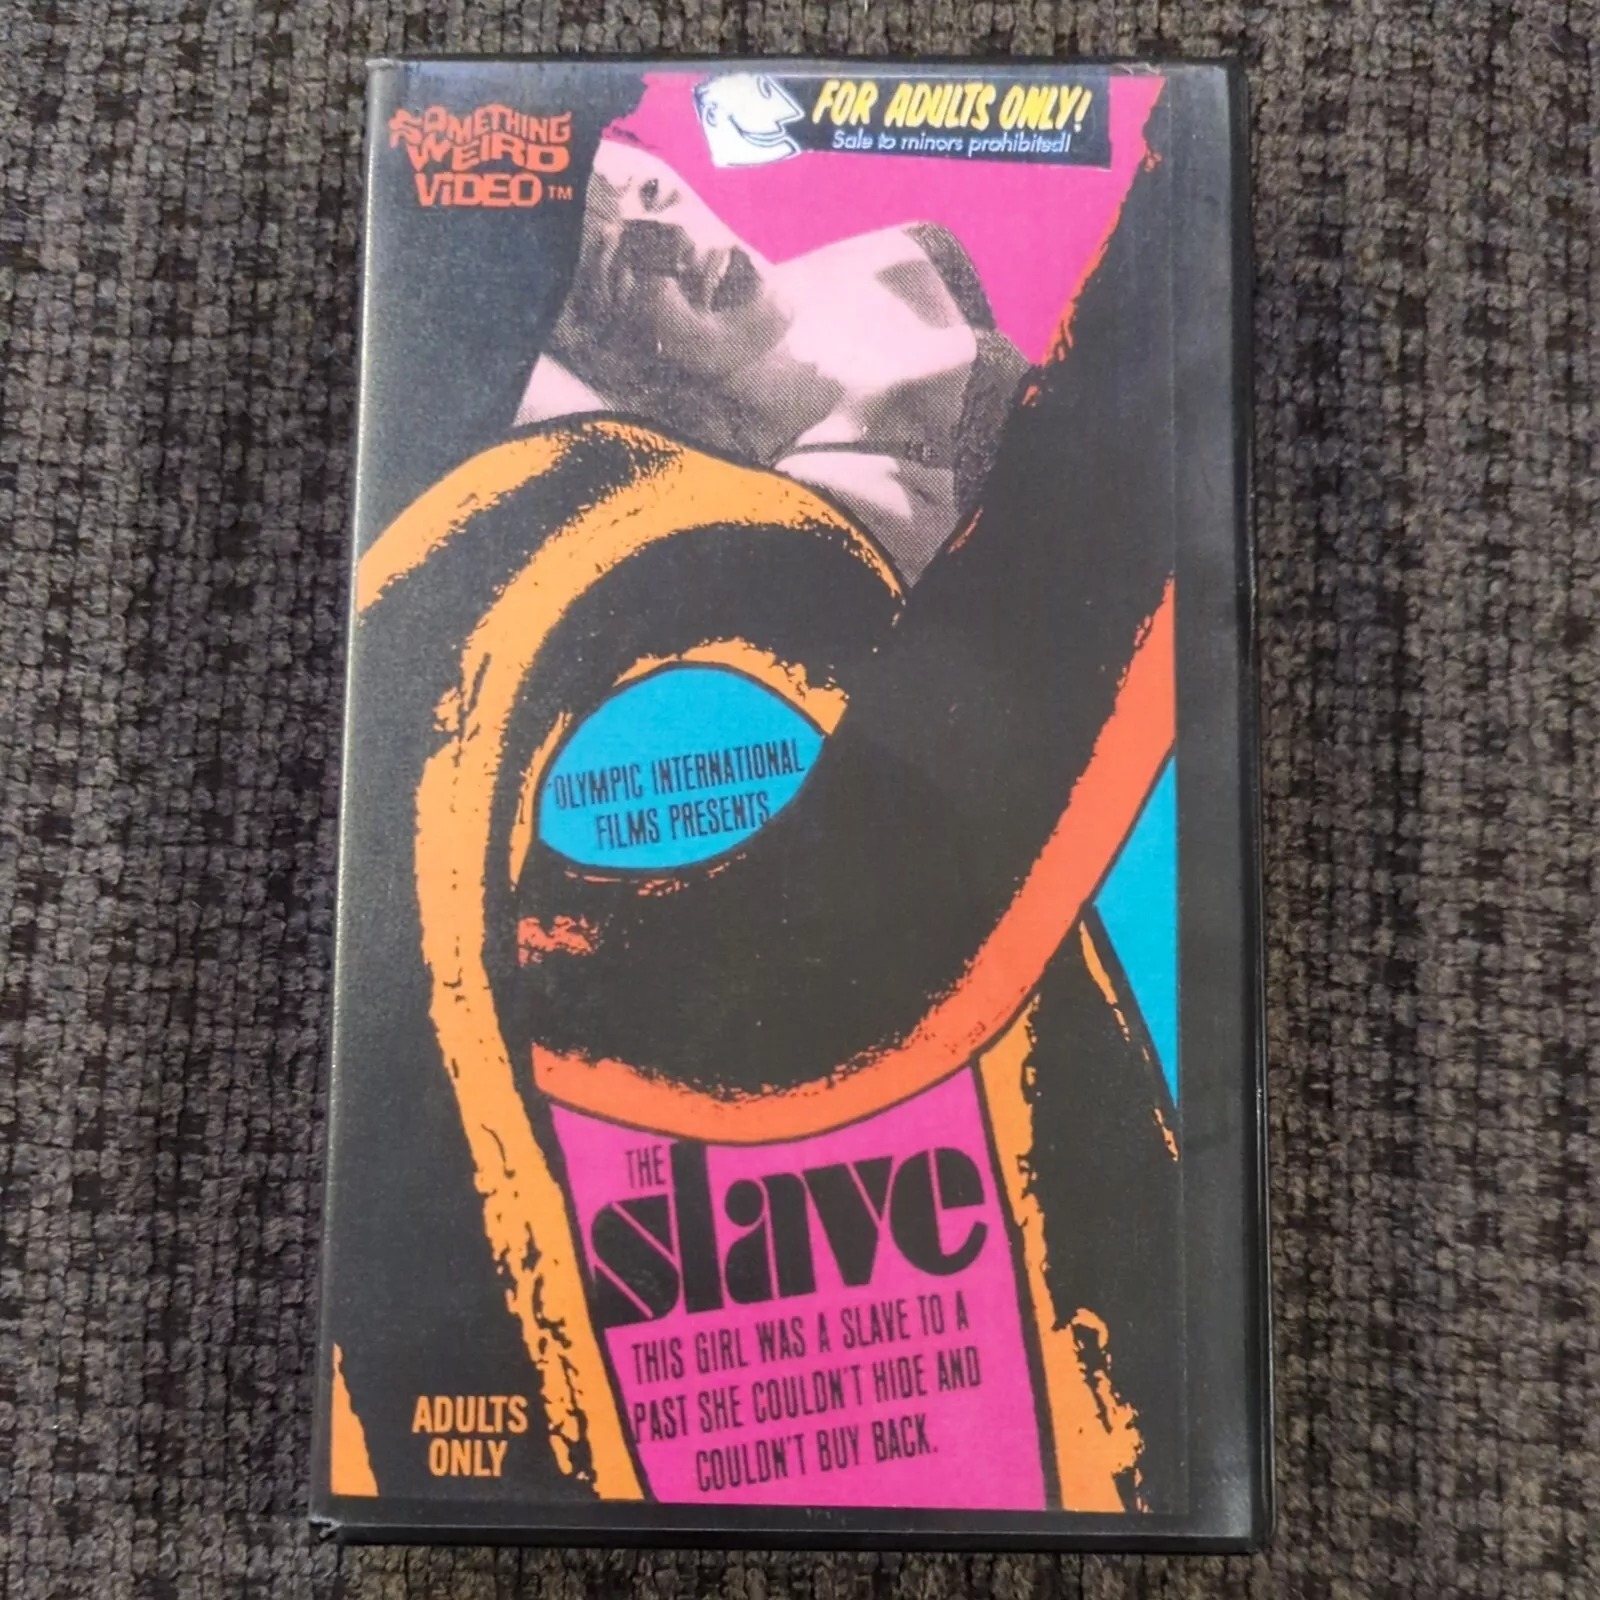 SOMETHING
WEIRD
VIDEO™
FOR ADULTS ONLY!
Sale to minors prohibited!
OLYMPIC INTERNATIONAL
FILMS PRESENTS
THE
slave
THIS GIRL WAS A SLAVE TO A
PAST SHE COULDN'T HIDE AND
COULDN'T BUY BACK.
ADULTS
ONLY